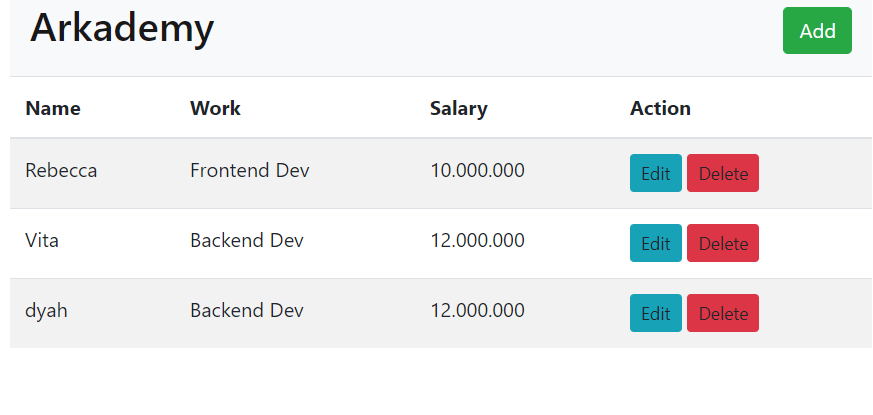 Arkademy Add
Name Work Salary Action
Rebecca Frontend Dev 10.000.000 Edit Delete
Vita Backend Dev 12.000.000 Edit Delete
dyah Backend Dev 12.000.000 Edit Delete